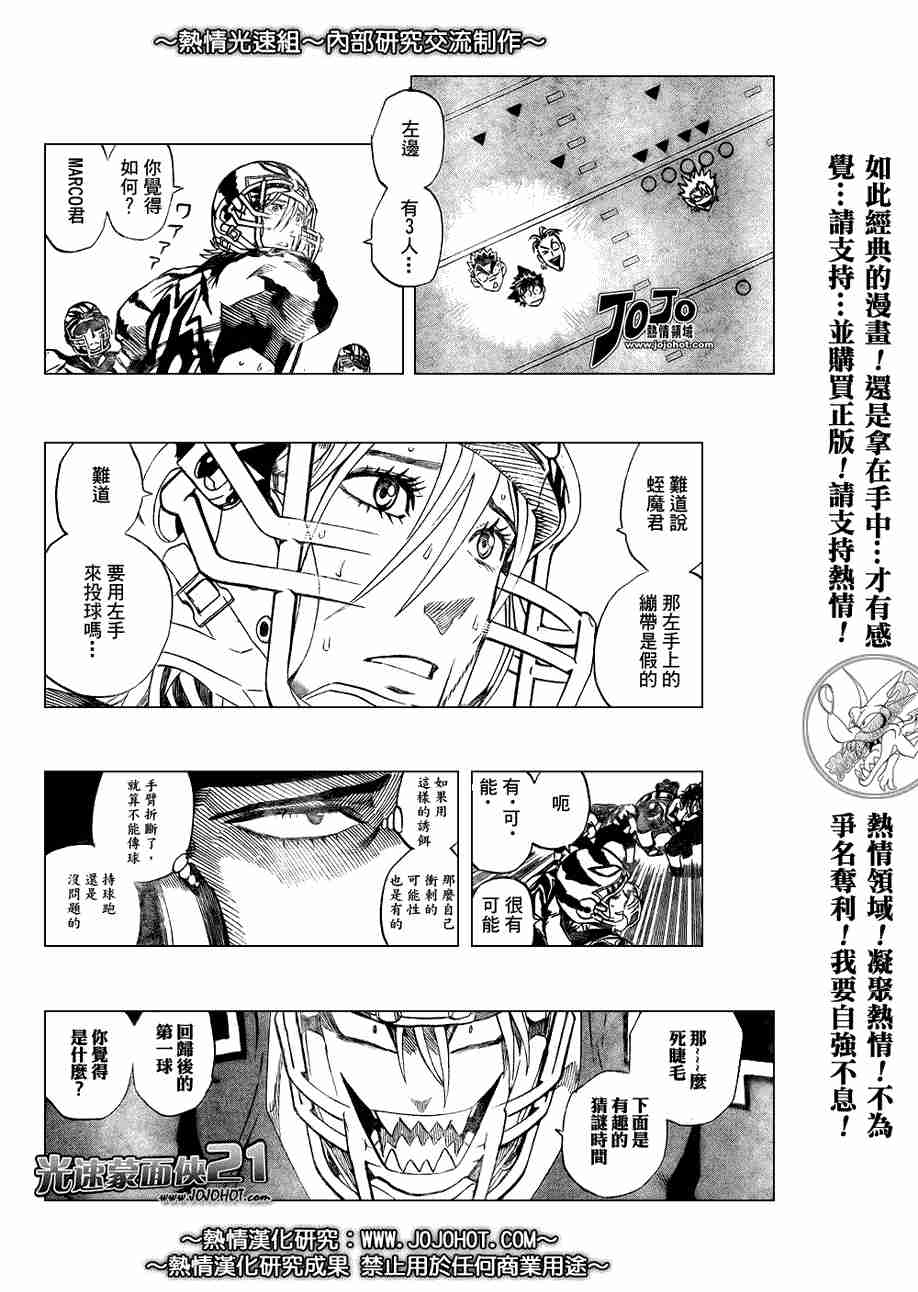 ～熱情光速組～內部研究交流制作～
左邊
有3人…
你覺得
如何？
MARCO君
ワアアァ
JOJO
熱情領域
www.jojohot.com
難道說
蛭魔君
那左手上的
繃帶是假的
難道
要用左手
來投球嗎…
呃
有．可．
能．
很有
可能
如果用
這樣的誘餌
那麼自己
衝刺的
可能性
也是有的
手臂折斷了，
就算不能傳球
持球跑
還是
沒問題的
那~~麼
死睫毛
下面是
有趣的
猜謎時間
回歸後的
第一球
你覺得
是什麼？
光速蒙面俠21
www.JOJOHOT.com
如此經典的漫畫！還是拿在手中…才有感
覺…請支持…並購買正版！請支持熱情！
熱情領域！凝聚熱情！不為
爭名奪利！我要自強不息！
～熱情漢化研究：WWW.JOJOHOT.COM～
～熱情漢化研究成果 禁止用於任何商業用途～